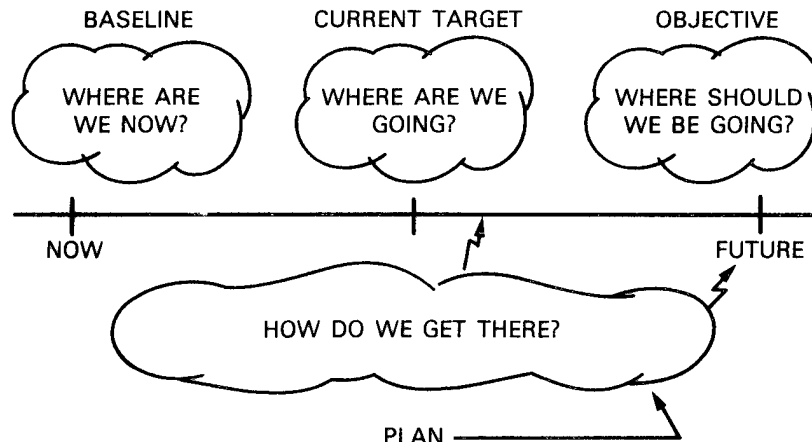 BASELINE
CURRENT TARGET
OBJECTIVE
WHERE ARE
WE NOW?
WHERE ARE WE
GOING?
WHERE SHOULD
WE BE GOING?
NOW
FUTURE
HOW DO WE GET THERE?
PLAN